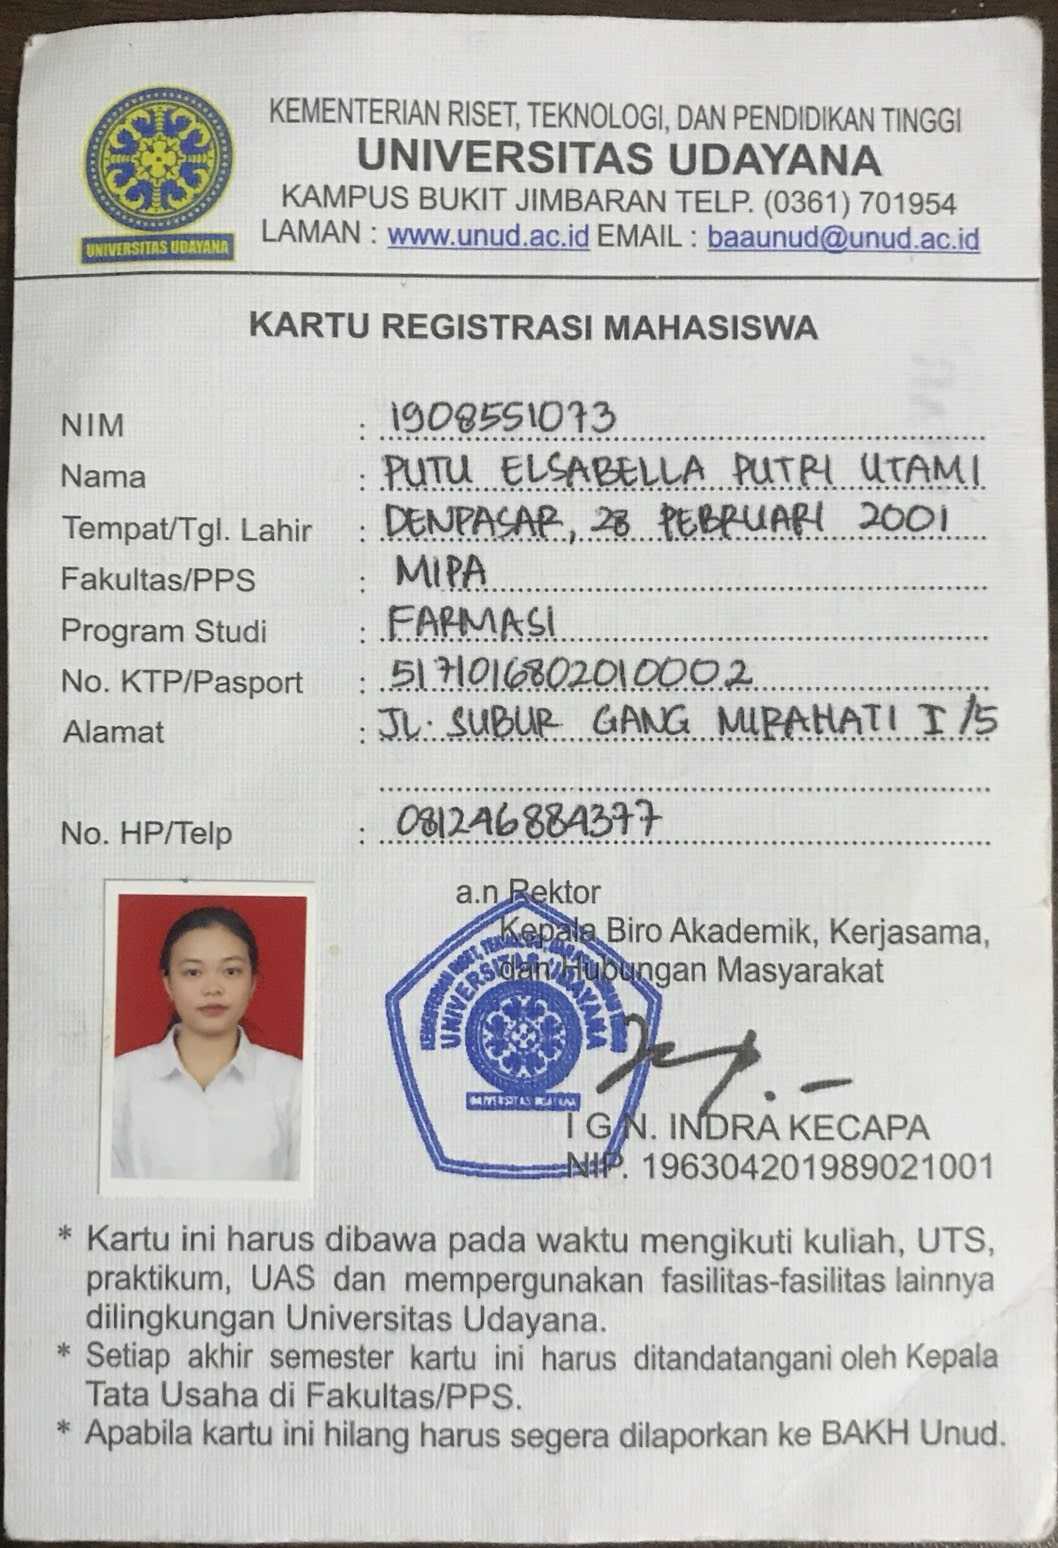 KEMENTERIAN RISET, TEKNOLOGI, DAN PENDIDIKAN TINGGI
UNIVERSITAS UDAYANA
KAMPUS BUKIT JIMBARAN TELP. (0361) 701954
LAMAN : www.unud.ac.id EMAIL : baaunud@unud.ac.id
UNIVERSITAS UDAYANA
KARTU REGISTRASI MAHASISWA
NIM : 1908551073
Nama : PUTU ELSABELLA PUTRI UTAMI
Tempat/Tgl. Lahir : DENPASAR, 28 PEBRUARI 2001
Fakultas/PPS : MIPA
Program Studi : FARMASI
No. KTP/Pasport : 5171016802010002
Alamat : JL. SUBUR GANG MIRAHATI I/5
No. HP/Telp : 081246884377
a.n Rektor
Kepala Biro Akademik, Kerjasama,
dan Hubungan Masyarakat
UNIVERSITAS UDAYANA
UNIVERSITAS UDAYANA
I G N. INDRA KECAPA
NIP. 196304201989021001
* Kartu ini harus dibawa pada waktu mengikuti kuliah, UTS,
praktikum, UAS dan mempergunakan fasilitas-fasilitas lainnya
dilingkungan Universitas Udayana.
* Setiap akhir semester kartu ini harus ditandatangani oleh Kepala
Tata Usaha di Fakultas/PPS.
* Apabila kartu ini hilang harus segera dilaporkan ke BAKH Unud.